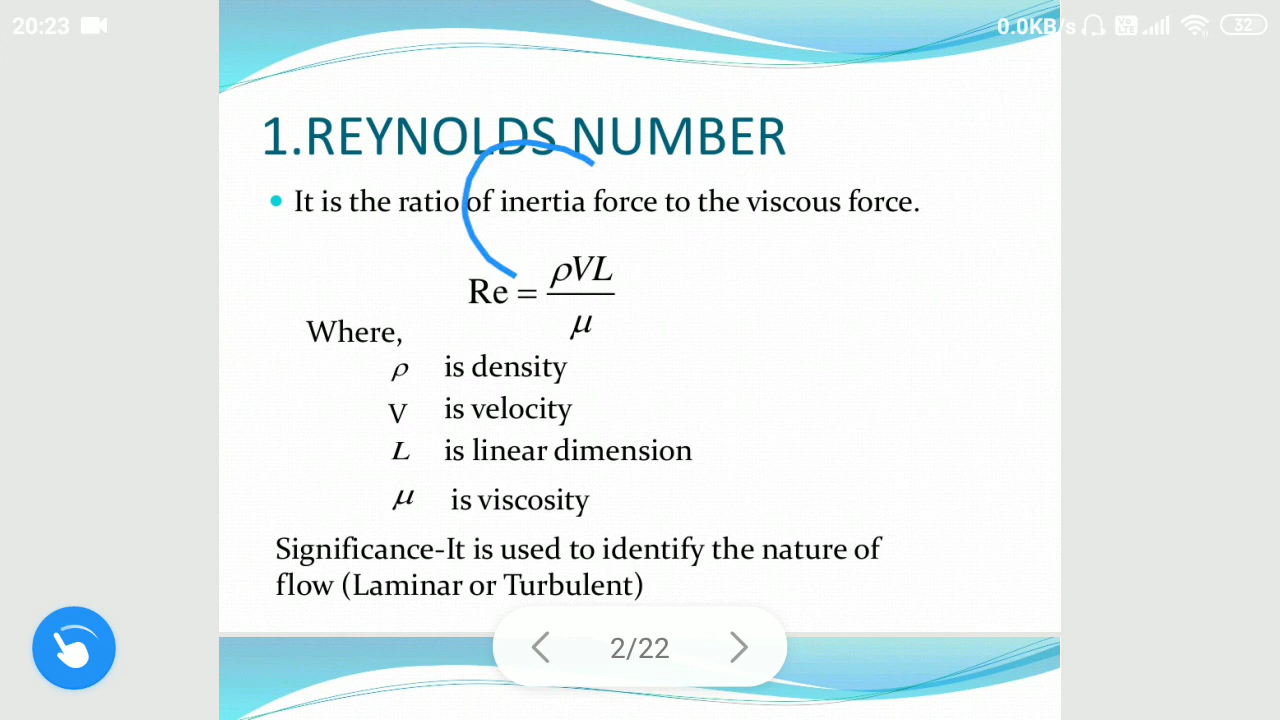 20:23
0.0KB/s VoLTE 32
1.REYNOLDS NUMBER
• It is the ratio of inertia force to the viscous force.
Re = ρVL / μ
Where,
ρ is density
V is velocity
L is linear dimension
μ is viscosity
Significance-It is used to identify the nature of
flow (Laminar or Turbulent)
2/22